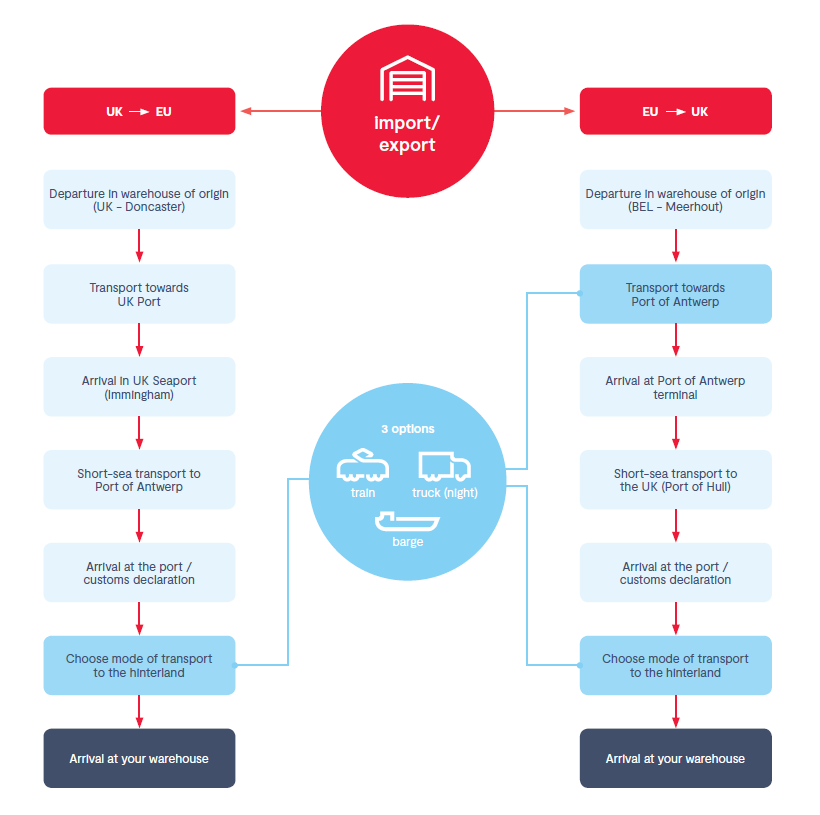 import/
export
UK → EU
Departure in warehouse of origin
(UK - Doncaster)
Transport towards
UK Port
Arrival in UK Seaport
(Immingham)
Short-sea transport to
Port of Antwerp
Arrival at the port /
customs declaration
Choose mode of transport
to the hinterland
Arrival at your warehouse
3 options
train
truck (night)
barge
EU → UK
Departure in warehouse of origin
(BEL - Meerhout)
Transport towards
Port of Antwerp
Arrival at Port of Antwerp
terminal
Short-sea transport to
the UK (Port of Hull)
Arrival at the port /
customs declaration
Choose mode of transport
to the hinterland
Arrival at your warehouse